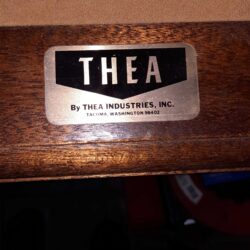 THEA
By THEA INDUSTRIES, INC.
TACOMA, WASHINGTON 98402